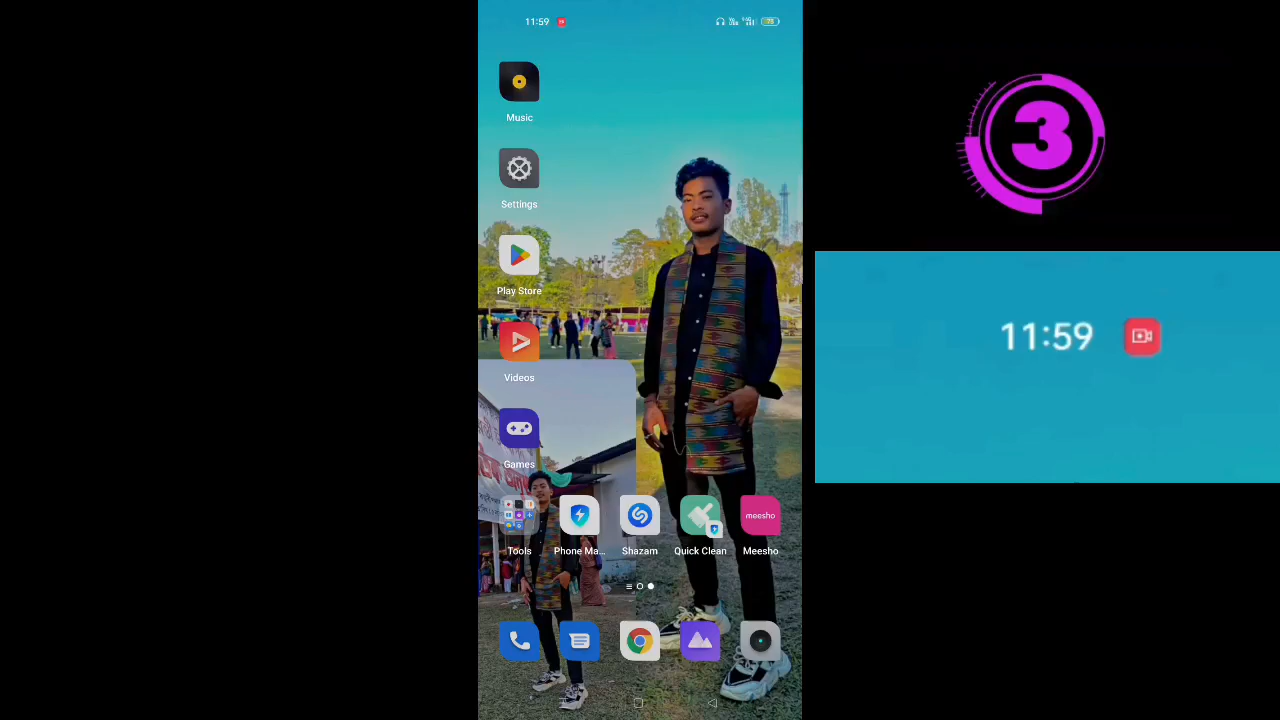 11:59
75
Music
Settings
Play Store
Videos
Games
Tools
Phone Ma...
Shazam
Quick Clean
meesho
Meesho
3
11:59